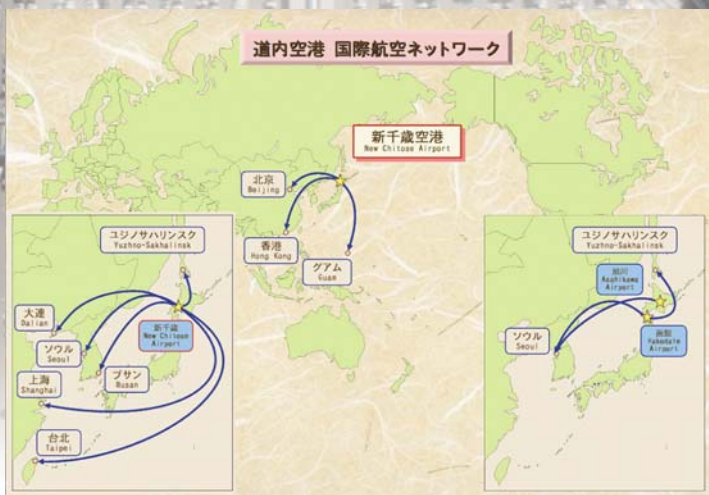 道内空港 国際航空ネットワーク
新千歳空港
New Chitose Airport
北京
Beijing
香港
Hong Kong
グアム
Guam
ユジノサハリンスク
Yuzhno-Sakhalinsk
大連
Dalian
新千歳
New Chitose
Airport
ソウル
Seoul
プサン
Busan
上海
Shanghai
台北
Taipei
ユジノサハリンスク
Yuzhno-Sakhalinsk
旭川
Asahikawa
Airport
ソウル
Seoul
函館
Hakodate
Airport